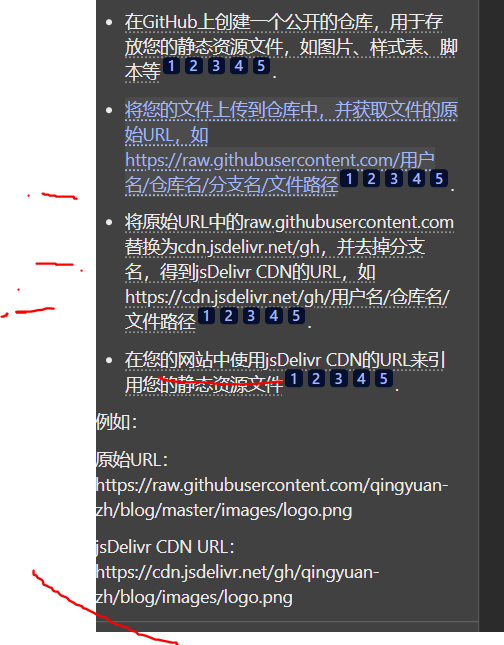 在GitHub上创建一个公开的仓库，用于存
放您的静态资源文件，如图片、样式表、脚
本等 1 2 3 4 5 .
将您的文件上传到仓库中，并获取文件的原
始URL，如
https://raw.githubusercontent.com/用户
名/仓库名/分支名/文件路径 1 2 3 4 5 .
将原始URL中的raw.githubusercontent.com
替换为cdn.jsdelivr.net/gh，并去掉分支
名，得到jsDelivr CDN的URL，如
https://cdn.jsdelivr.net/gh/用户名/仓库名/
文件路径 1 2 3 4 5 .
在您的网站中使用jsDelivr CDN的URL来引
用您的静态资源文件 1 2 3 4 5 .
例如：
原始URL：
https://raw.githubusercontent.com/qingyuan-
zh/blog/master/images/logo.png
jsDelivr CDN URL：
https://cdn.jsdelivr.net/gh/qingyuan-
zh/blog/images/logo.png